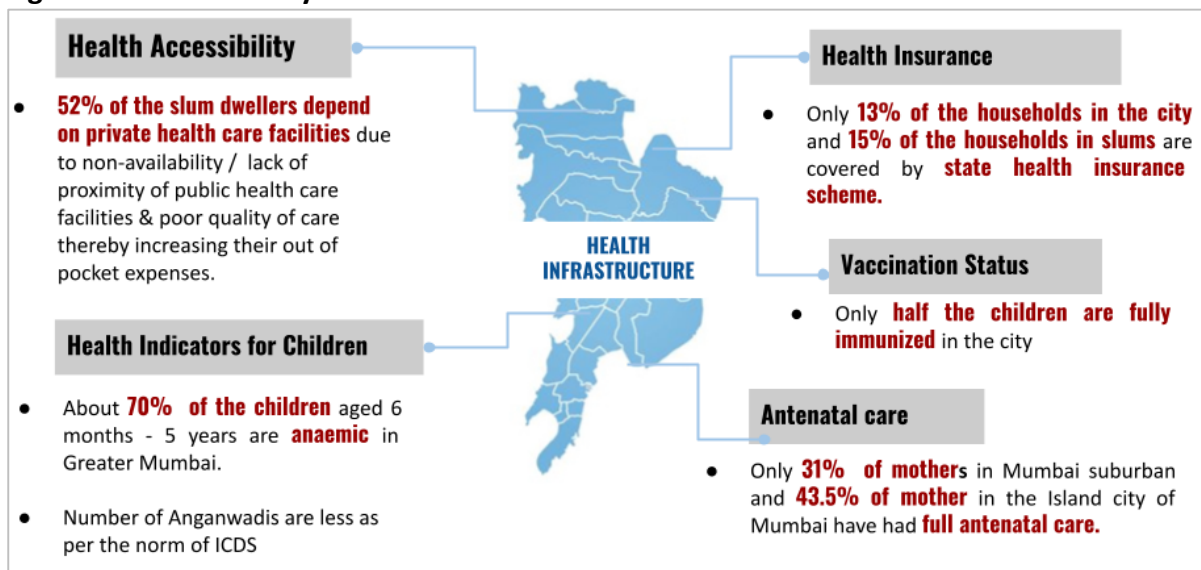 Health Accessibility
● 52% of the slum dwellers depend
on private health care facilities due
to non-availability / lack of
proximity of public health care
facilities & poor quality of care
thereby increasing their out of
pocket expenses.
Health Indicators for Children
● About 70% of the children aged 6
months - 5 years are anaemic in
Greater Mumbai.
● Number of Anganwadis are less as
per the norm of ICDS
HEALTH
INFRASTRUCTURE
Health Insurance
● Only 13% of the households in the city
and 15% of the households in slums are
covered by state health insurance
scheme.
Vaccination Status
● Only half the children are fully
immunized in the city
Antenatal care
● Only 31% of mothers in Mumbai suburban
and 43.5% of mother in the Island city of
Mumbai have had full antenatal care.